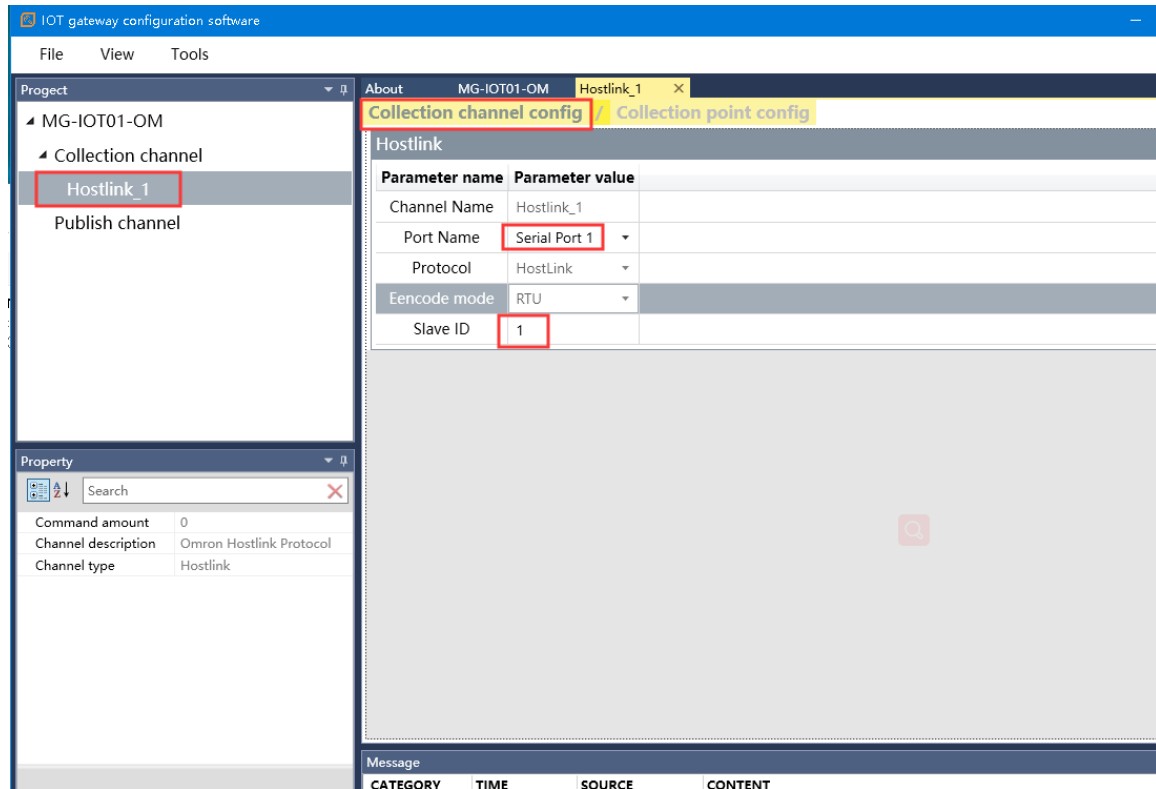 IOT gateway configuration software
File View Tools
Project
MG-IOT01-OM
Collection channel
Hostlink_1
Publish channel
Property
Search
Command amount 0
Channel description Omron Hostlink Protocol
Channel type Hostlink
About MG-IOT01-OM Hostlink_1
Collection channel config / Collection point config
Hostlink
Parameter name Parameter value
Channel Name Hostlink_1
Port Name Serial Port 1
Protocol HostLink
Eencode mode RTU
Slave ID 1
Message
CATEGORY TIME SOURCE CONTENT